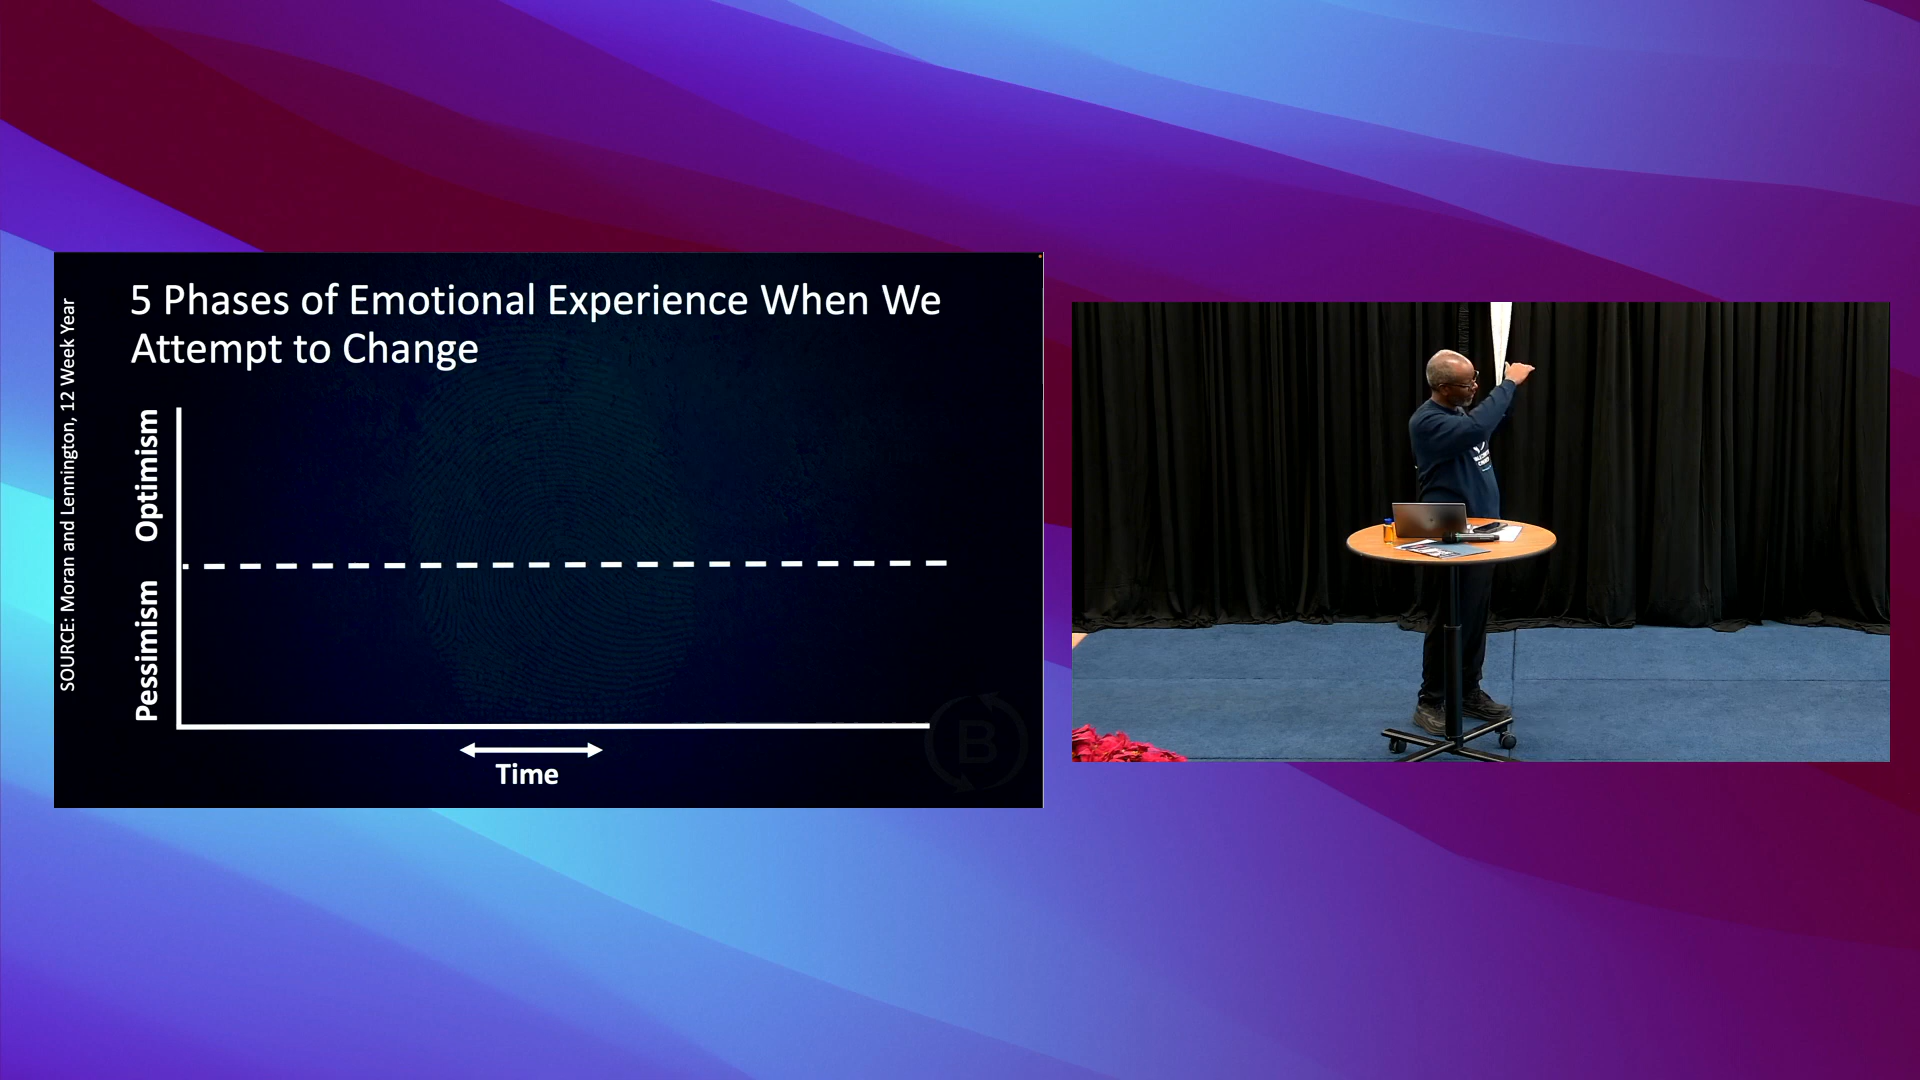 5 Phases of Emotional Experience When We
Attempt to Change
SOURCE: Moran and Lennington, 12 Week Year
Optimism
Pessimism
Time
B